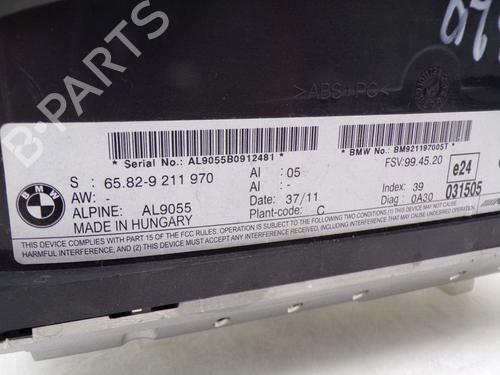 >ABS+PC<
* Serial No.: AL9055B0912481 *
* BMW No.: BM921197005T *
BMW
S : 65.82-9 211 970
AW: -
ALPINE: AL9055
MADE IN HUNGARY
AI : 05
AI : -
Date : 37/11
Plant-code: C
FSV:99.45.20
Index: 39
Diag : 0A30
e24
031505
THIS DEVICE COMPLIES WITH PART 15 OF THE FCC RULES. OPERATION IS SUBJECT TO THE FOLLOWING TWO CONDITIONS: (1) THIS DEVICE MAY NOT CAUSE
HARMFUL INTERFERENCE, AND (2) THIS DEVICE MUST ACCEPT ANY INTERFERENCE RECEIVED, INCLUDING INTERFERENCE THAT MAY CAUSE UNDESIRED OPERATION.